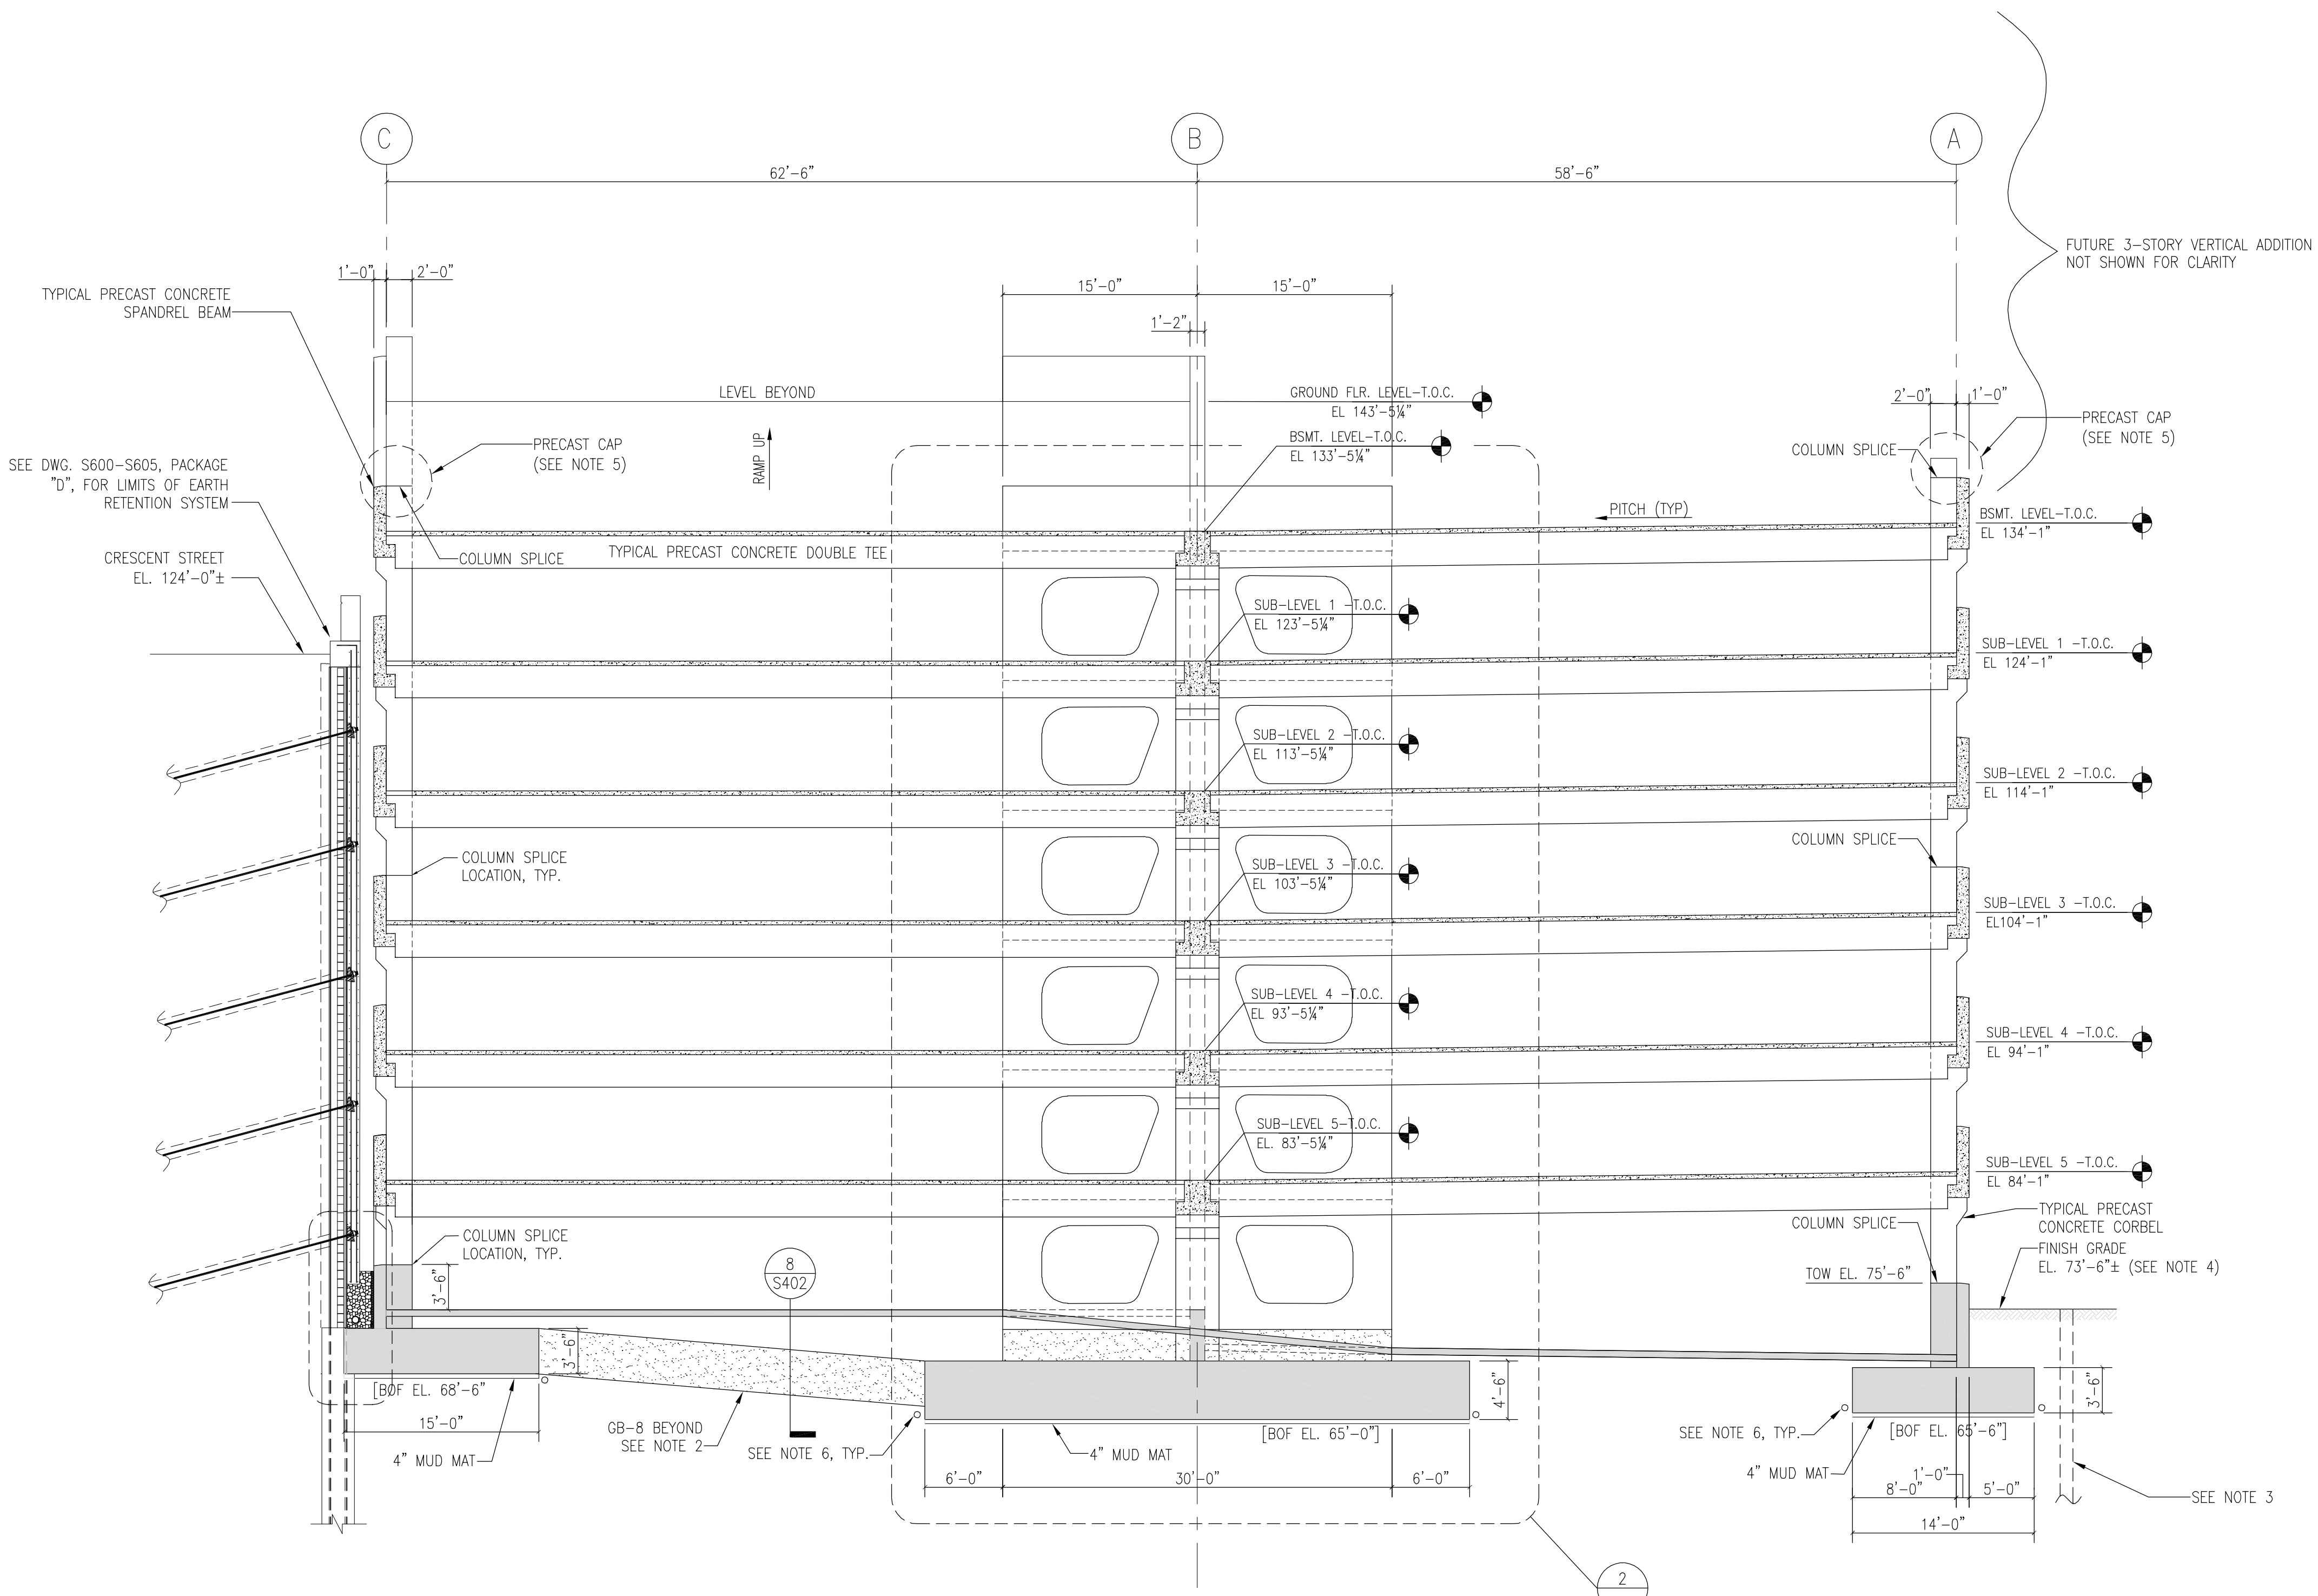 C
B
A
62'-6"
58'-6"
FUTURE 3-STORY VERTICAL ADDITION
NOT SHOWN FOR CLARITY
1'-0"
2'-0"
TYPICAL PRECAST CONCRETE
SPANDREL BEAM
15'-0"
15'-0"
1'-2"
LEVEL BEYOND
GROUND FLR. LEVEL-T.O.C.
EL 143'-5¼"
2'-0"
1'-0"
PRECAST CAP
(SEE NOTE 5)
RAMP UP
BSMT. LEVEL-T.O.C.
EL 133'-5¼"
COLUMN SPLICE
PRECAST CAP
(SEE NOTE 5)
SEE DWG. S600-S605, PACKAGE
"D", FOR LIMITS OF EARTH
RETENTION SYSTEM
PITCH (TYP)
BSMT. LEVEL-T.O.C.
EL 134'-1"
CRESCENT STREET
EL. 124'-0"±
COLUMN SPLICE
TYPICAL PRECAST CONCRETE DOUBLE TEE
SUB-LEVEL 1 -T.O.C.
EL 123'-5¼"
SUB-LEVEL 1 -T.O.C.
EL 124'-1"
SUB-LEVEL 2 -T.O.C.
EL 113'-5¼"
SUB-LEVEL 2 -T.O.C.
EL 114'-1"
COLUMN SPLICE
LOCATION, TYP.
SUB-LEVEL 3 -T.O.C.
EL 103'-5¼"
COLUMN SPLICE
SUB-LEVEL 3 -T.O.C.
EL104'-1"
SUB-LEVEL 4 -T.O.C.
EL 93'-5¼"
SUB-LEVEL 4 -T.O.C.
EL 94'-1"
SUB-LEVEL 5-T.O.C.
EL. 83'-5¼"
SUB-LEVEL 5 -T.O.C.
EL 84'-1"
COLUMN SPLICE
LOCATION, TYP.
3'-6"
8
S402
COLUMN SPLICE
TYPICAL PRECAST
CONCRETE CORBEL
FINISH GRADE
EL. 73'-6"± (SEE NOTE 4)
TOW EL. 75'-6"
3'-6"
[BOF EL. 68'-6"
15'-0"
4" MUD MAT
GB-8 BEYOND
SEE NOTE 2
SEE NOTE 6, TYP.
4" MUD MAT
4'-6"
[BOF EL. 65'-0"]
6'-0"
30'-0"
6'-0"
3'-6"
SEE NOTE 6, TYP.
[BOF EL. 65'-6"]
4" MUD MAT
8'-0"
1'-0"
5'-0"
14'-0"
SEE NOTE 3
2